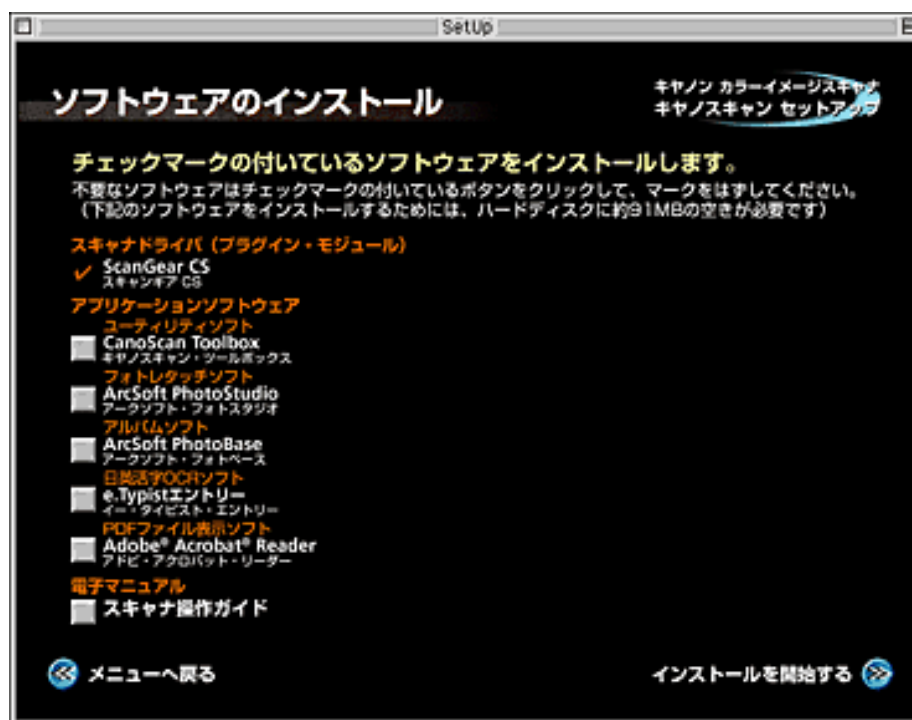 SetUp
ソフトウェアのインストール
キヤノン カラーイメージスキャナ
キヤノスキャン セットアップ
チェックマークの付いているソフトウェアをインストールします。
不要なソフトウェアはチェックマークの付いているボタンをクリックして、マークをはずしてください。
（下記のソフトウェアをインストールするためには、ハードディスクに約91MBの空きが必要です）
スキャナドライバ（プラグイン・モジュール）
ScanGear CS
スキャンギア CS
アプリケーションソフトウェア
ユーティリティソフト
CanoScan Toolbox
キヤノスキャン・ツールボックス
フォトレタッチソフト
ArcSoft PhotoStudio
アークソフト・フォトスタジオ
アルバムソフト
ArcSoft PhotoBase
アークソフト・フォトベース
日英活字OCRソフト
e.Typistエントリー
イー・タイピスト・エントリー
PDFファイル表示ソフト
Adobe® Acrobat® Reader
アドビ・アクロバット・リーダー
電子マニュアル
スキャナ操作ガイド
メニューへ戻る
インストールを開始する